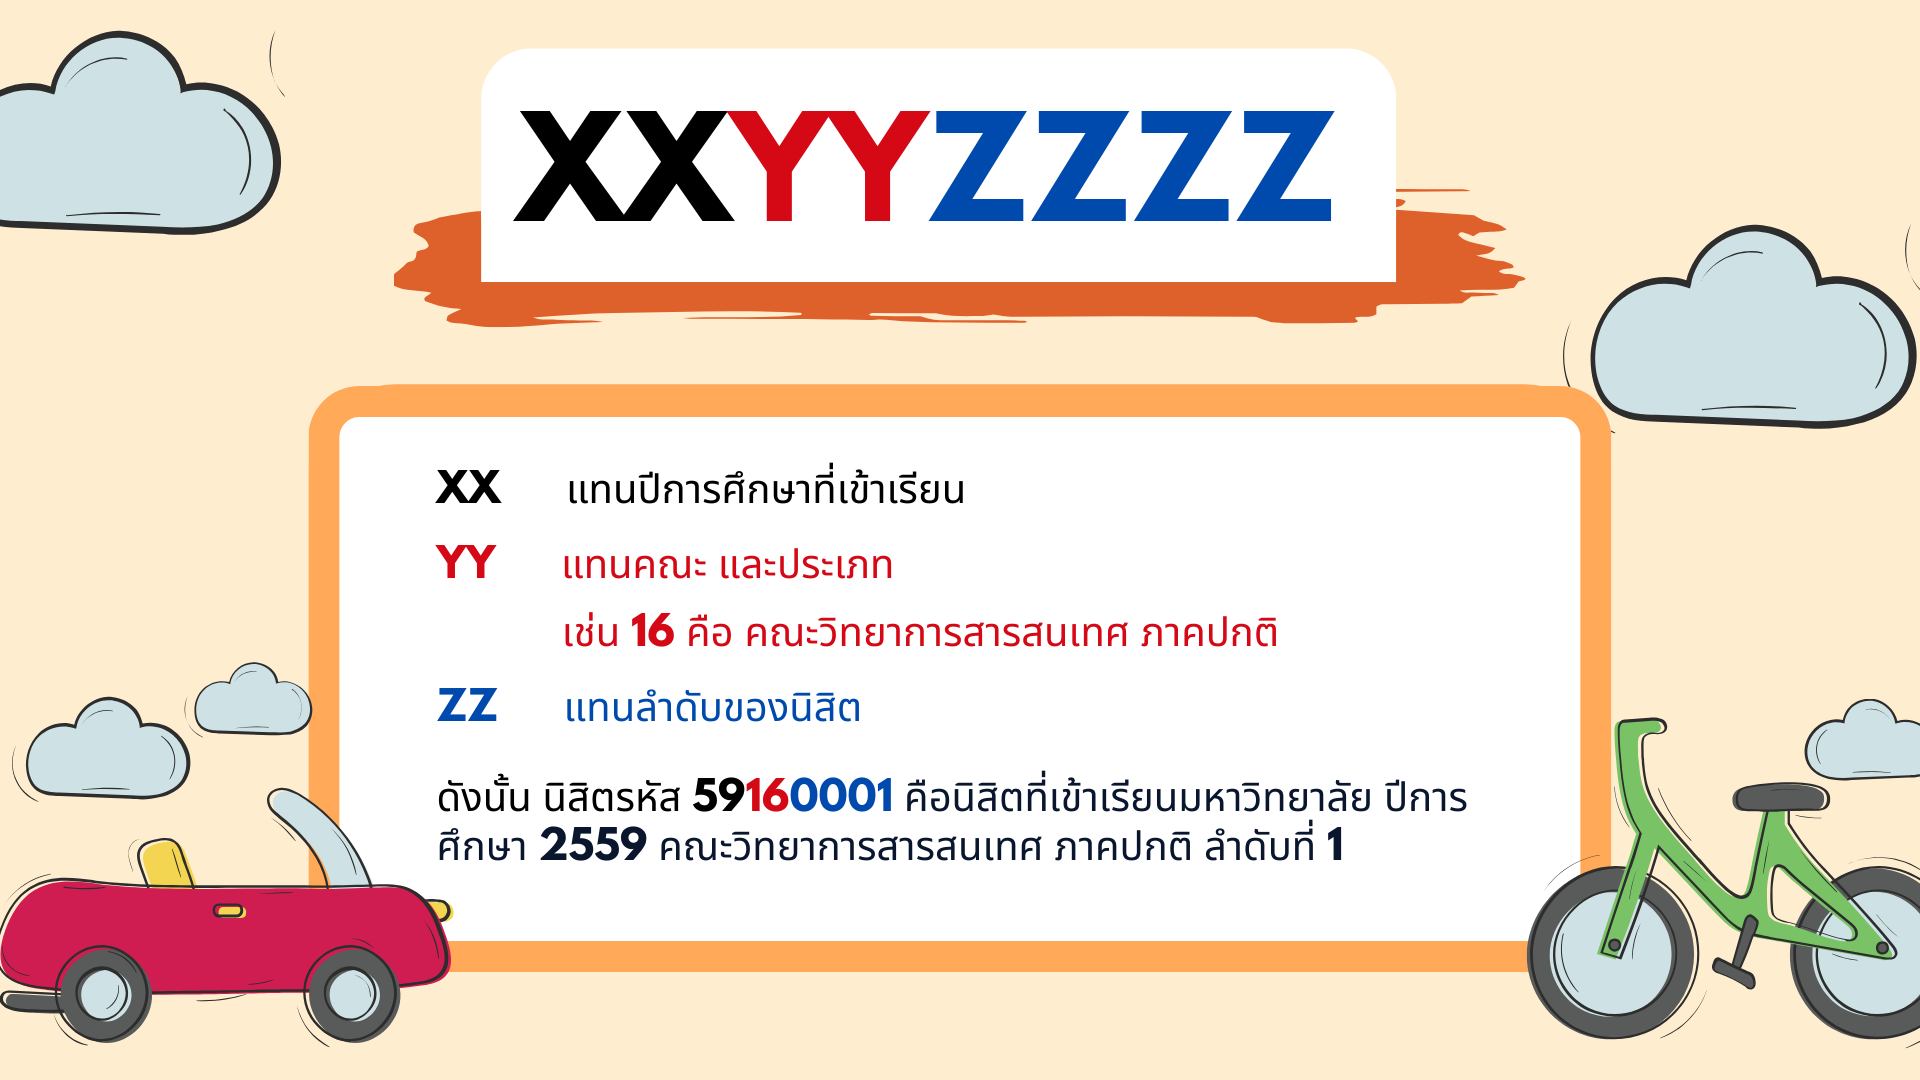 XXYYZZZZ
XX แทนปีการศึกษาที่เข้าเรียน
YY แทนคณะ และประเภท
เช่น 16 คือ คณะวิทยาการสารสนเทศ ภาคปกติ
ZZ แทนลำดับของนิสิต
ดังนั้น นิสิตรหัส 59160001 คือนิสิตที่เข้าเรียนมหาวิทยาลัย ปีการ
ศึกษา 2559 คณะวิทยาการสารสนเทศ ภาคปกติ ลำดับที่ 1